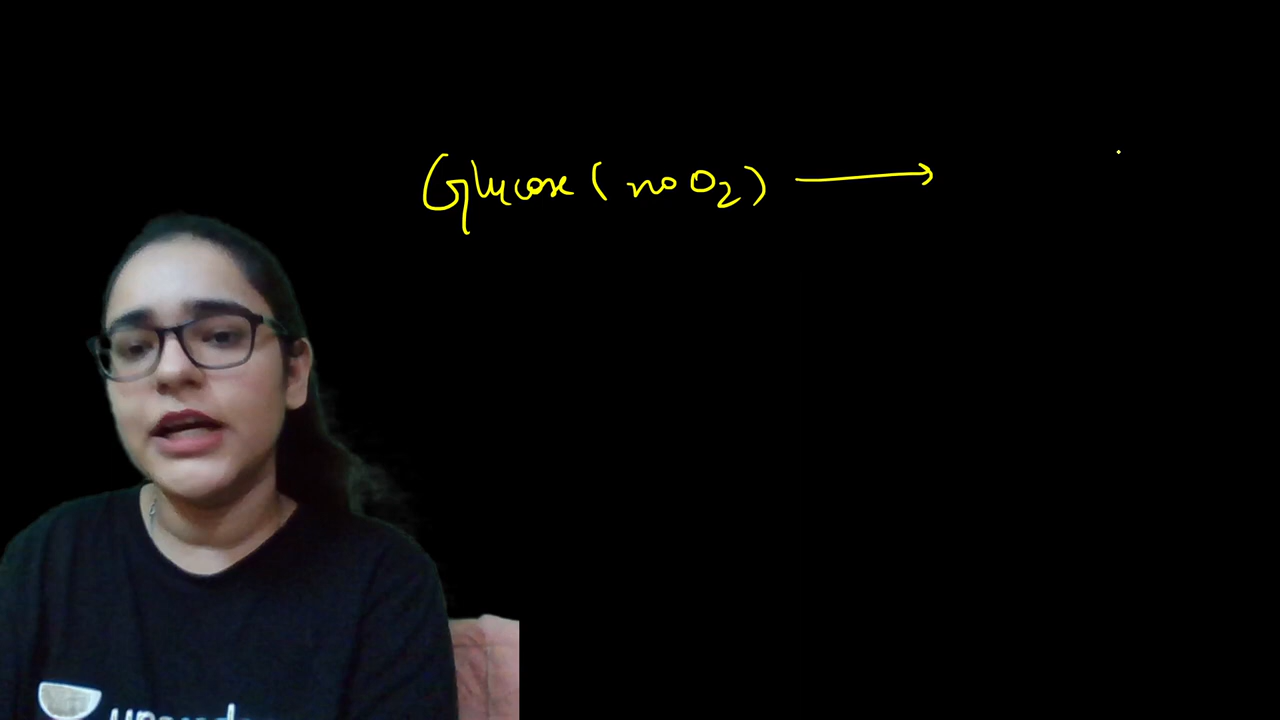 Glucose (no O2) →